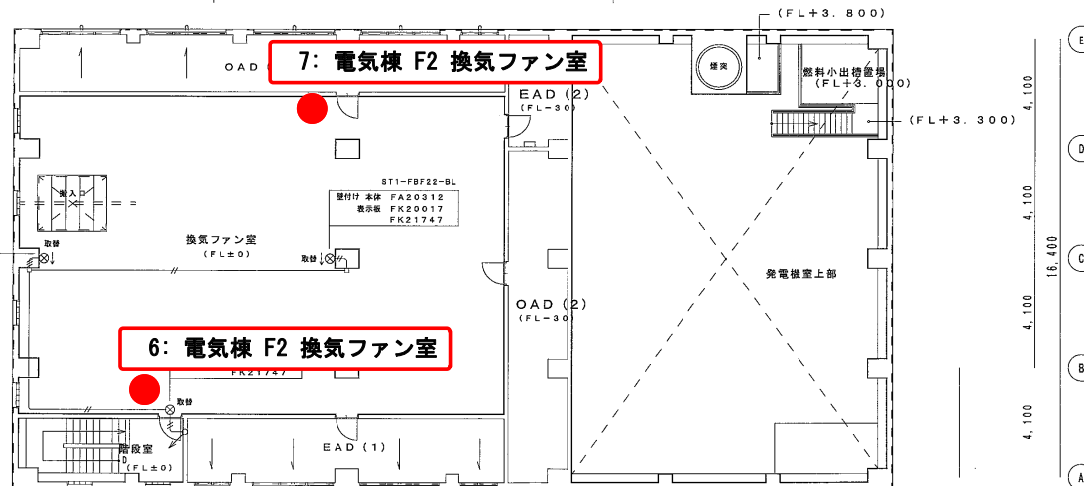 (FL+3.800)
E
OAD (
7: 電気棟 F2 換気ファン室
煙突
燃料小出槽置場
(FL+3.000)
EAD (2)
(FL-30)
4,100
(FL+3.300)
D
ST1-FBF22-BL
壁付け 本体 FA20312
表示板 FK20017
FK21747
搬入口
4,100
換気ファン室
(FL±0)
取替
取替
C
16,400
発電機室上部
OAD (2)
(FL-30)
4,100
6: 電気棟 F2 換気ファン室
FK21747
B
取替
4,100
階段室
D
(FL±0)
EAD (1)
A